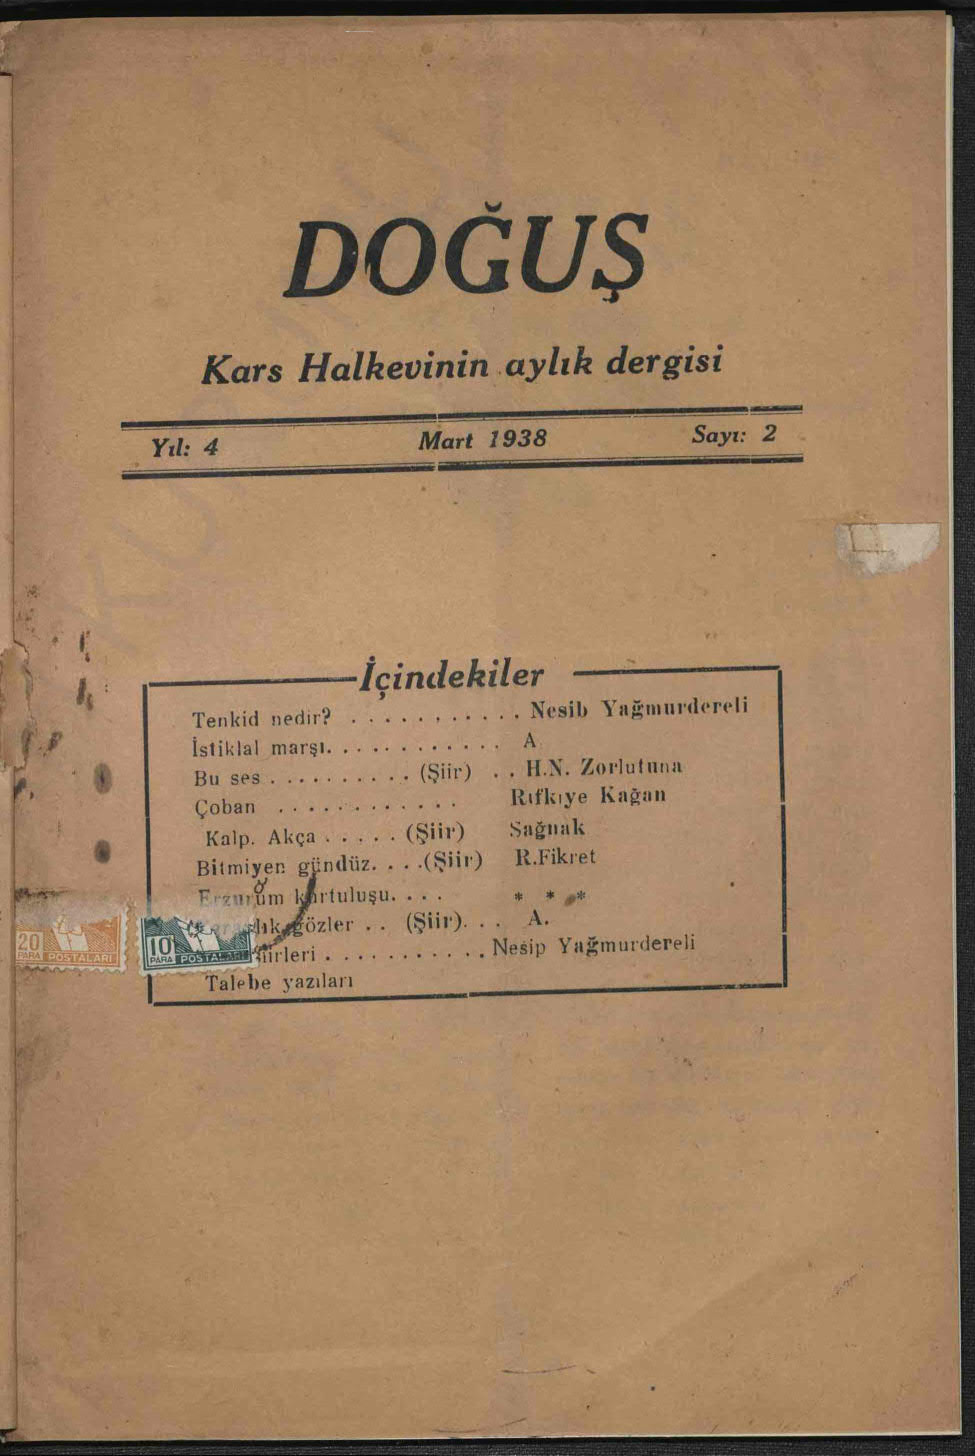 DOĞUŞ
Kars Halkevinin aylık dergisi
Yıl: 4 Mart 1938 Sayı: 2
İçindekiler
Tenkid nedir? . . . . . . . . . . . Nesib Yağmurdereli
İstiklal marşı. . . . . . . . . . . . A
Bu ses . . . . . . . . . . (Şiir) . . H.N. Zorlutuna
Çoban . . . . . . . . . . . . Rıfkıye Kağan
Kalp. Akça . . . . . (Şiir) Sağnak
Bitmiyen gündüz. . . .(Şiir) R.Fikret
Erzurum kurtuluşu. . . . * * *
gözler . . (Şiir). . . A.
. . . . . . . . . . . Nesip Yağmurdereli
Talebe yazıları
20 PARA POSTALARI
10 PARA POSTALARI